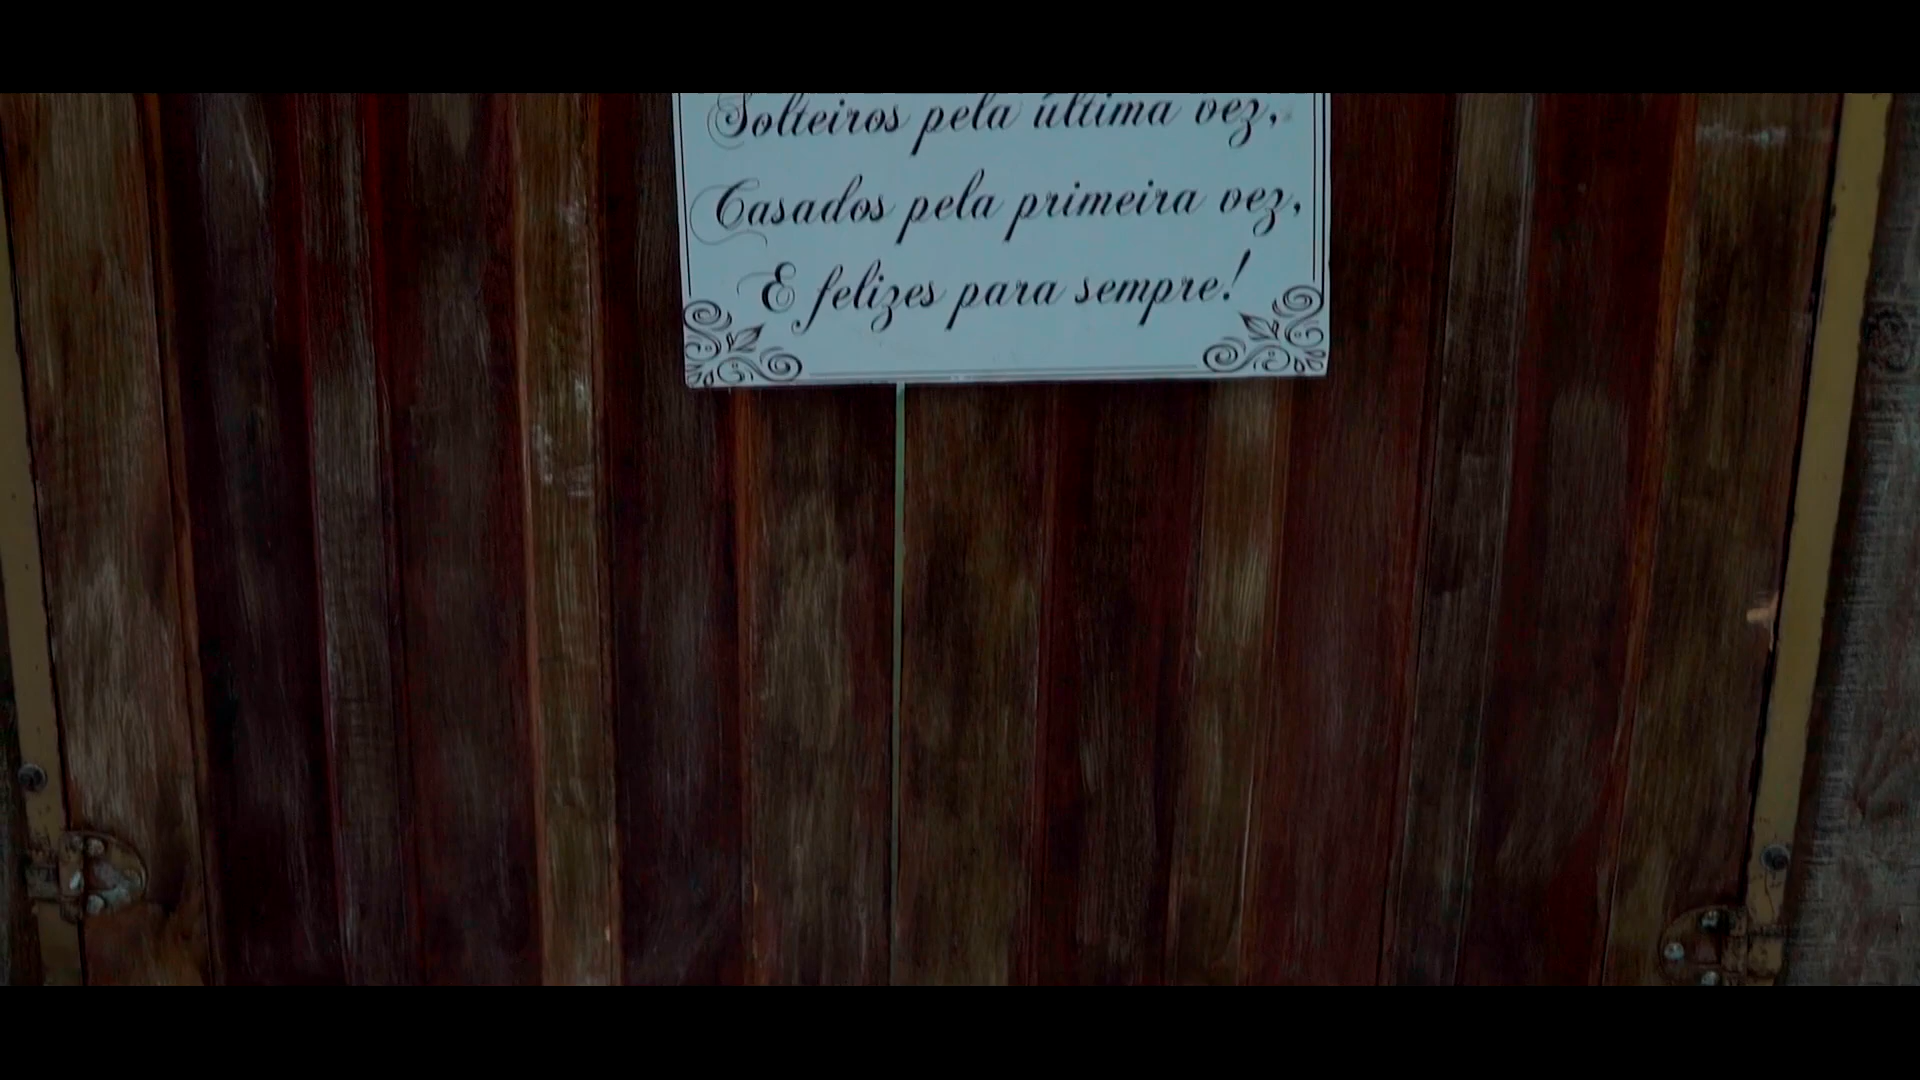 Solteiros pela última vez,
Casados pela primeira vez,
E felizes para sempre!